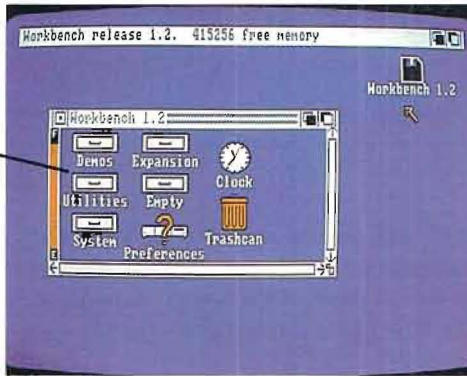 Workbench release 1.2. 415256 free memory
Workbench 1.2
Workbench 1.2
Demos Expansion
Clock
Utilities Empty
System Trashcan
Preferences
F
E